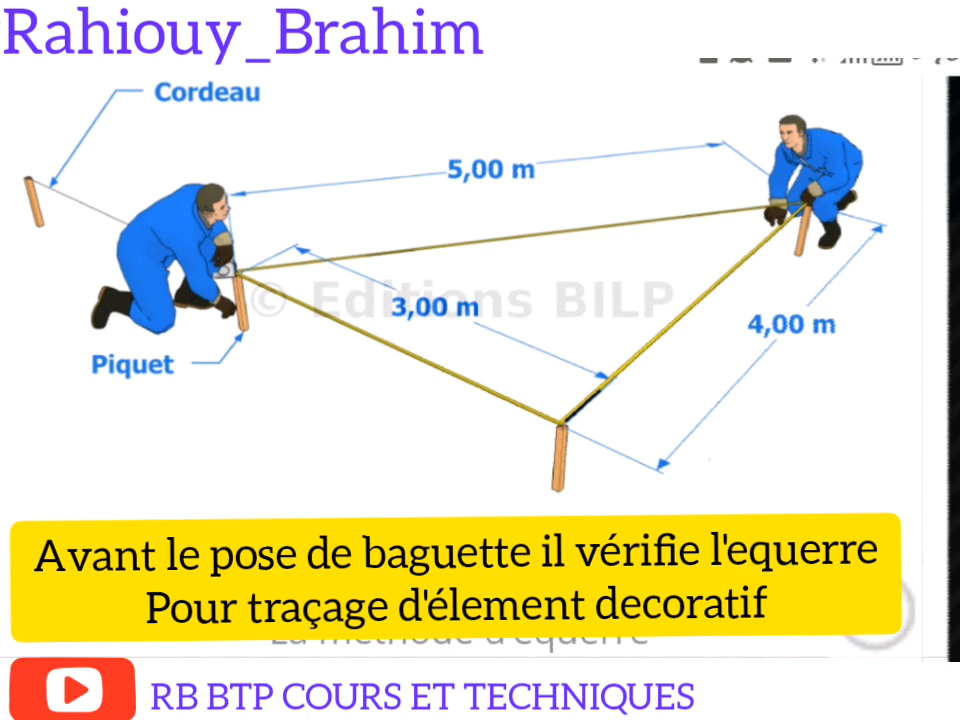 Rahiouy_Brahim
Cordeau
5,00 m
© Editions BILP
3,00 m
4,00 m
Piquet
Avant le pose de baguette il vérifie l'equerre
Pour traçage d'élement decoratif
RB BTP COURS ET TECHNIQUES